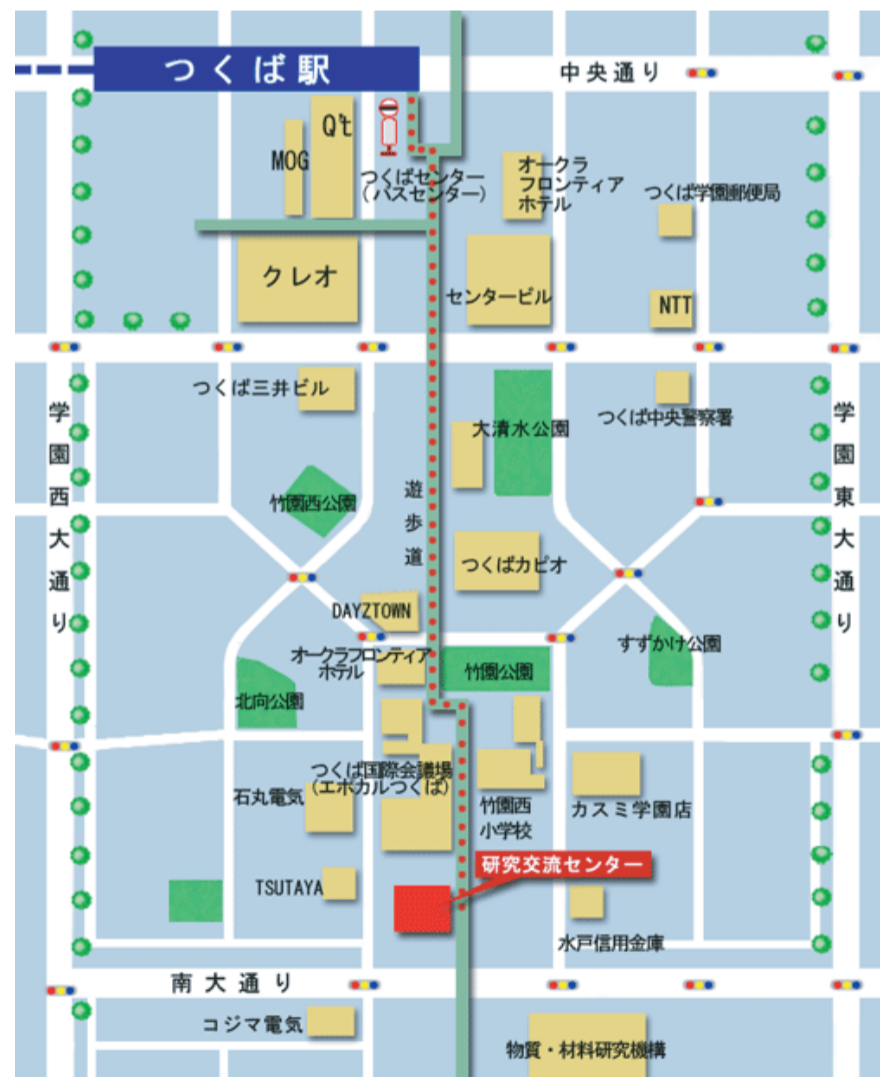 つくば駅
中央通り
Q't
MOG
つくばセンター
(バスセンター)
オークラ
フロンティア
ホテル
つくば学園郵便局
クレオ
センタービル
NTT
つくば三井ビル
つくば中央警察署
大清水公園
学園西大通り
学園東大通り
竹園西公園
遊歩道
つくばカピオ
DAYZTOWN
すずかけ公園
オークラフロンティア
ホテル
竹園公園
北向公園
つくば国際会議場
(エポカルつくば)
石丸電気
竹園西
小学校
カスミ学園店
研究交流センター
TSUTAYA
水戸信用金庫
南大通り
コジマ電気
物質・材料研究機構